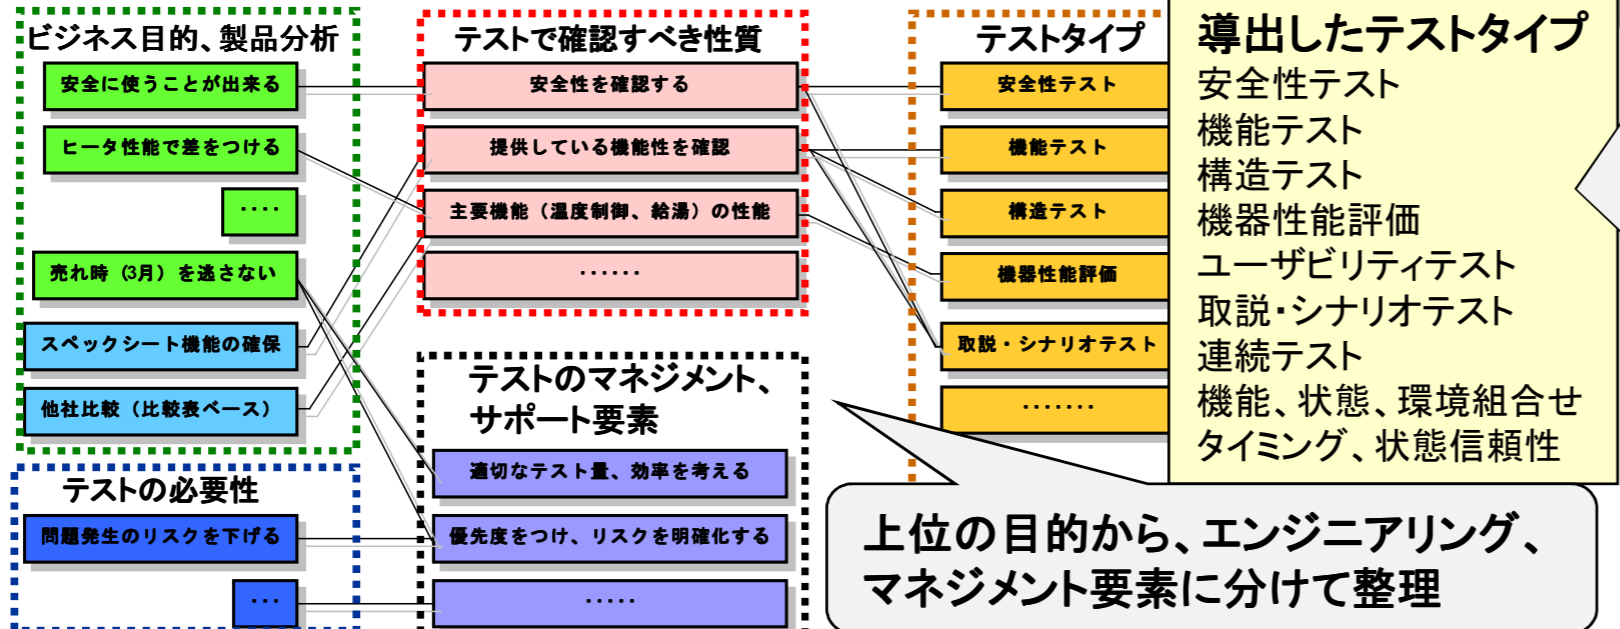 ビジネス目的、製品分析
安全に使うことが出来る
ヒータ性能で差をつける
････
売れ時（3月）を逃さない
スペックシート機能の確保
他社比較（比較表ベース）
テストの必要性
問題発生のリスクを下げる
･･･
テストで確認すべき性質
安全性を確認する
提供している機能性を確認
主要機能（温度制御、給湯）の性能
･･････
テストのマネジメント、
サポート要素
適切なテスト量、効率を考える
優先度をつけ、リスクを明確化する
･････
テストタイプ
安全性テスト
機能テスト
構造テスト
機器性能評価
取説・シナリオテスト
･･･････
導出したテストタイプ
安全性テスト
機能テスト
構造テスト
機器性能評価
ユーザビリティテスト
取説・シナリオテスト
連続テスト
機能、状態、環境組合せ
タイミング、状態信頼性
上位の目的から、エンジニアリング、
マネジメント要素に分けて整理